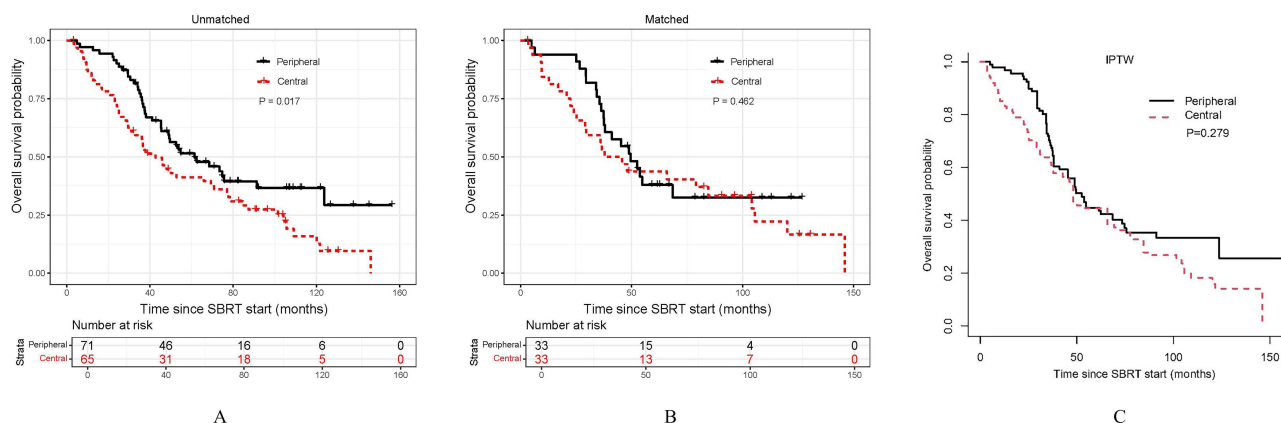 Unmatched
Overall survival probability
1.00
0.75
0.50
0.25
0.00
Peripheral
Central
P = 0.017
0 40 80 120 160
Time since SBRT start (months)
Number at risk
Strata
Peripheral 71 46 16 6 0
Central 65 31 18 5 0
0 40 80 120 160
A
Matched
Overall survival probability
1.00
0.75
0.50
0.25
0.00
Peripheral
Central
P = 0.462
0 50 100 150
Time since SBRT start (months)
Number at risk
Strata
Peripheral 33 15 4 0
Central 33 13 7 0
0 50 100 150
B
IPTW
Overall survival probability
1.0
0.8
0.6
0.4
0.2
0.0
Peripheral
Central
P=0.279
0 50 100 150
Time since SBRT start (months)
C